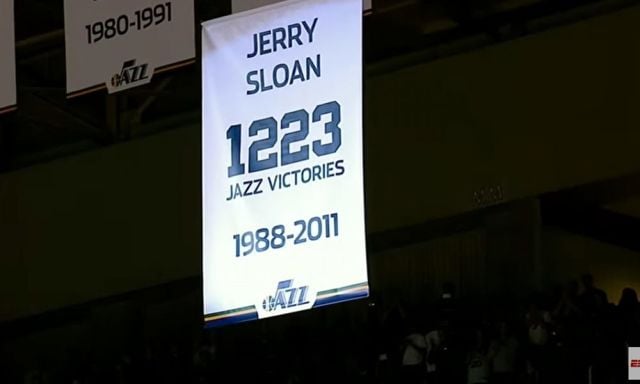 1980-1991
JAZZ
JERRY
SLOAN
1223
JAZZ VICTORIES
1988-2011
JAZZ